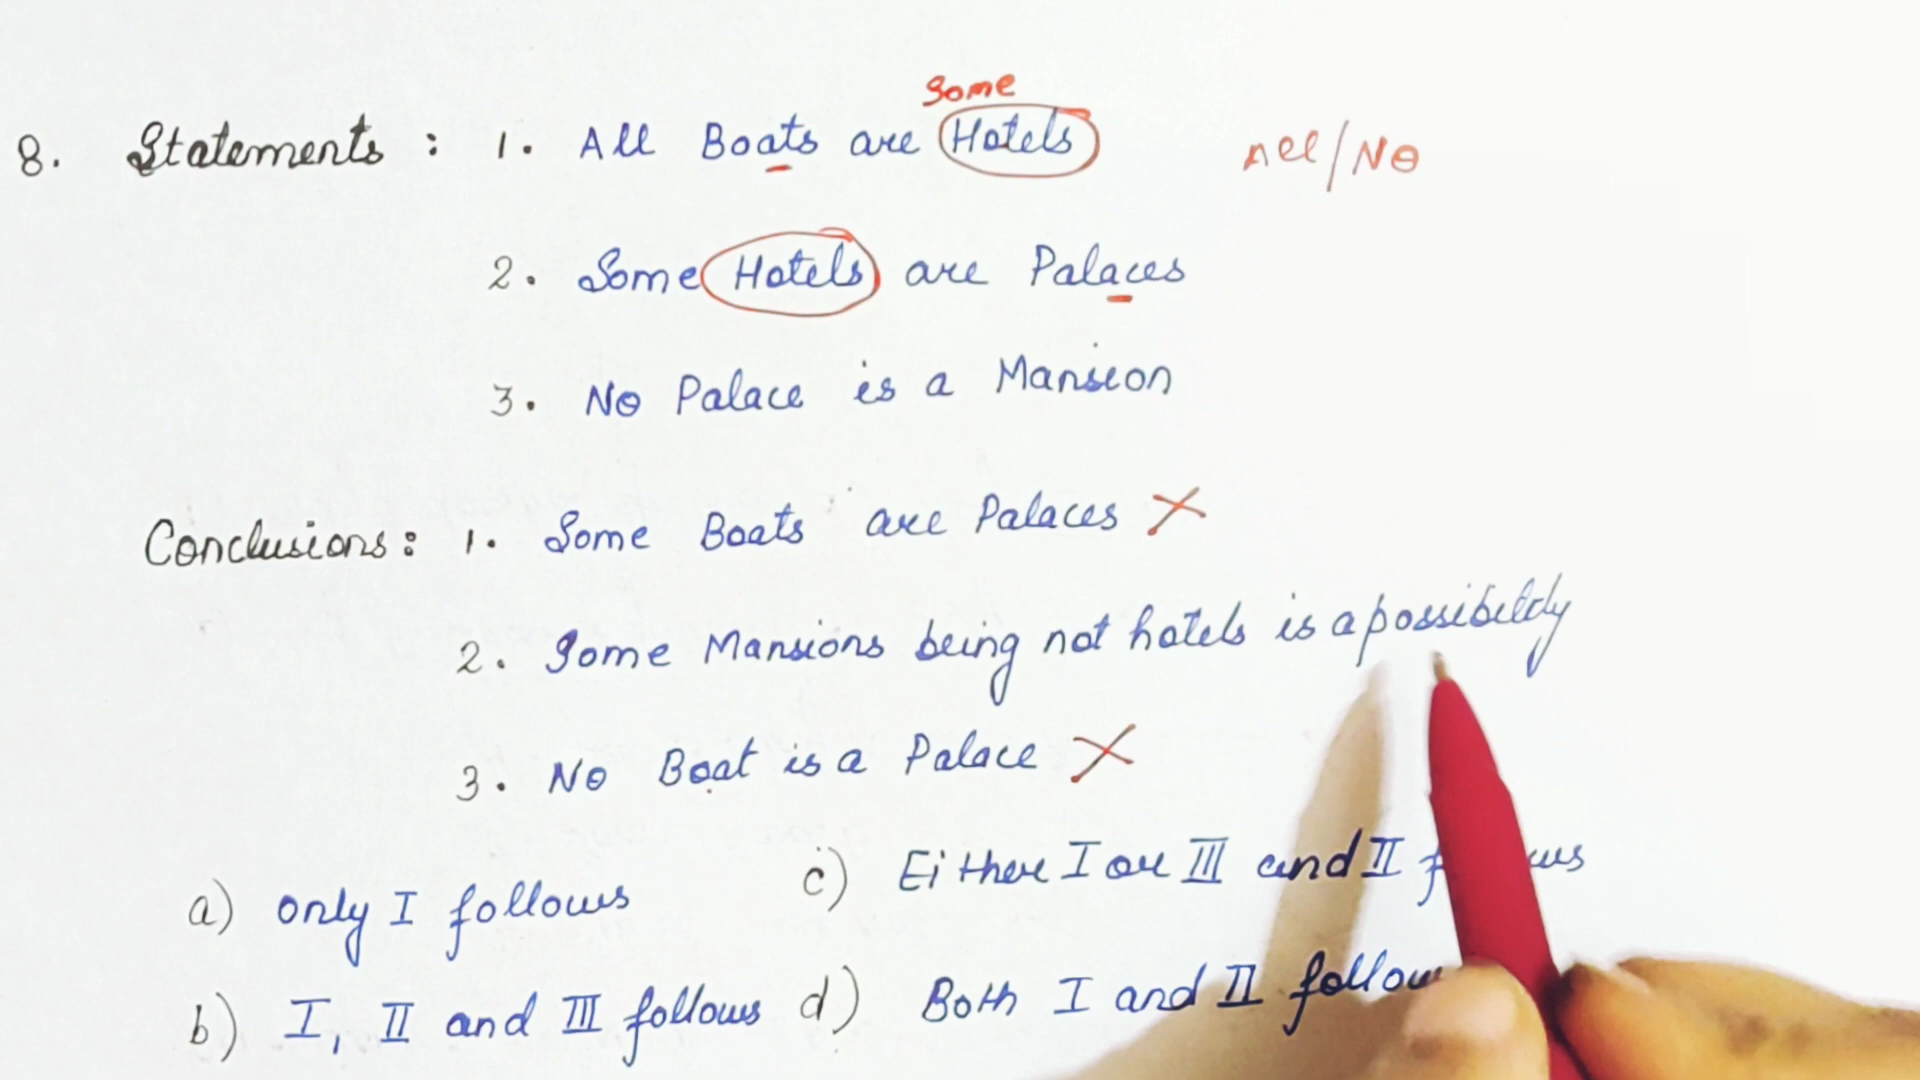 Some
8. Statements : 1. All Boats are Hotels All/No
2. Some Hotels are Palaces
3. No Palace is a Mansion
Conclusions: 1. Some Boats are Palaces X
2. Some Mansions being not hotels is a possibility
3. No Boat is a Palace X
a) only I follows c) Either I or III and II
b) I, II and III follows d) Both I and II follow